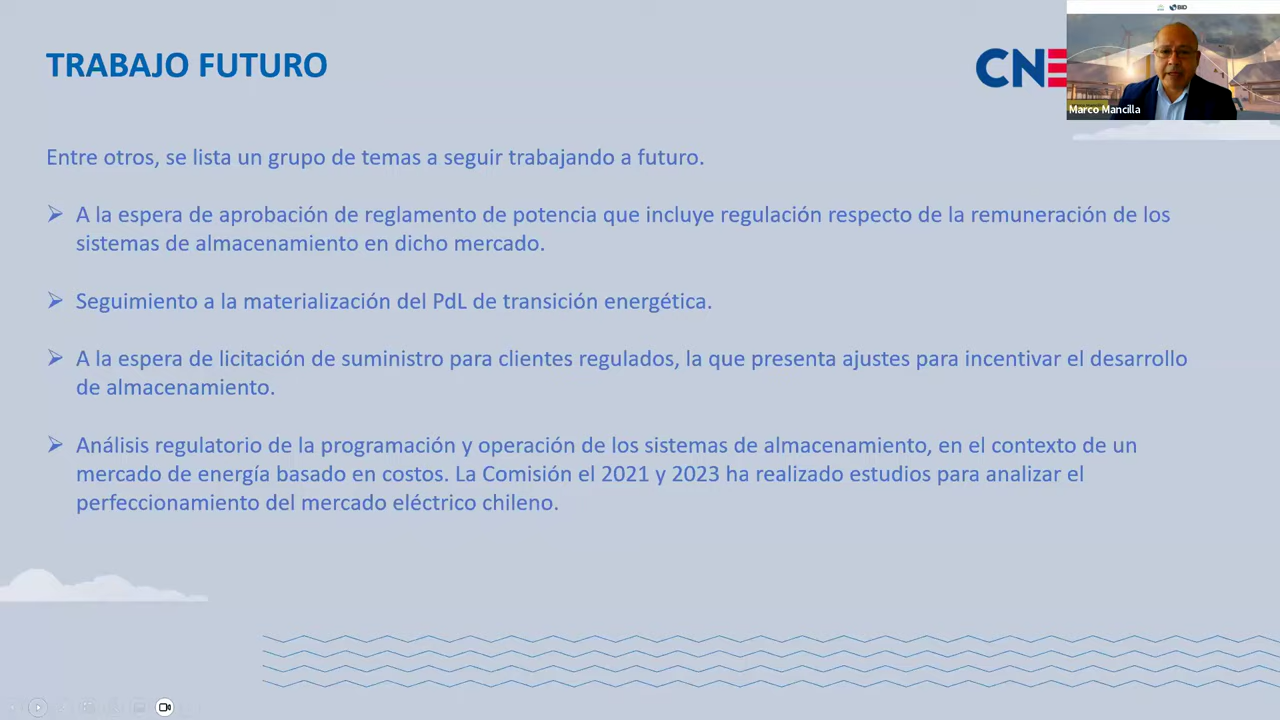 BID
TRABAJO FUTURO
CNE
Marco Mancilla
Entre otros, se lista un grupo de temas a seguir trabajando a futuro.
A la espera de aprobación de reglamento de potencia que incluye regulación respecto de la remuneración de los
sistemas de almacenamiento en dicho mercado.
Seguimiento a la materialización del PdL de transición energética.
A la espera de licitación de suministro para clientes regulados, la que presenta ajustes para incentivar el desarrollo
de almacenamiento.
Análisis regulatorio de la programación y operación de los sistemas de almacenamiento, en el contexto de un
mercado de energía basado en costos. La Comisión el 2021 y 2023 ha realizado estudios para analizar el
perfeccionamiento del mercado eléctrico chileno.